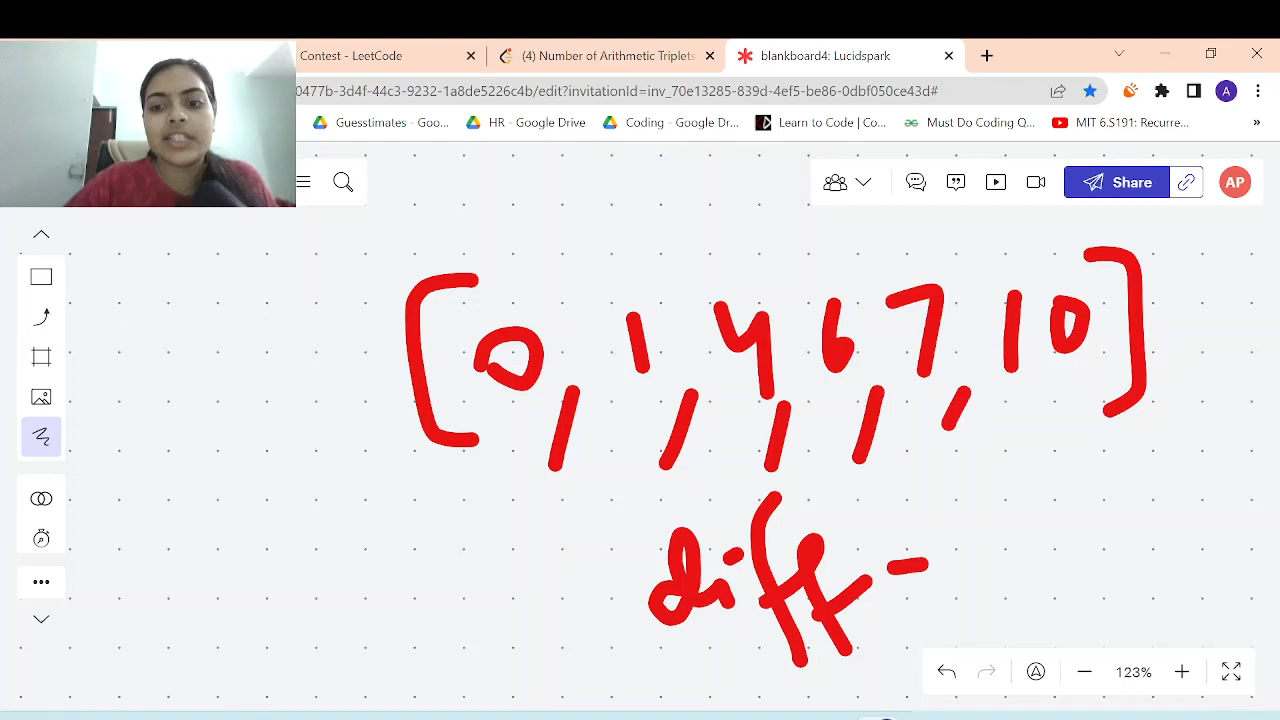 Contest - LeetCode
(4) Number of Arithmetic Triplets
blankboard4: Lucidspark
0477b-3d4f-44c3-9232-1a8de5226c4b/edit?invitationId=inv_70e13285-839d-4ef5-be86-0dbf050ce43d#
A
Guesstimates - Goo...
HR - Google Drive
Coding - Google Dr...
Learn to Code | Co...
Must Do Coding Q...
MIT 6.S191: Recurre...
»
Share
AP
[0, 1, 4, 6, 7, 10]
diff -
123%